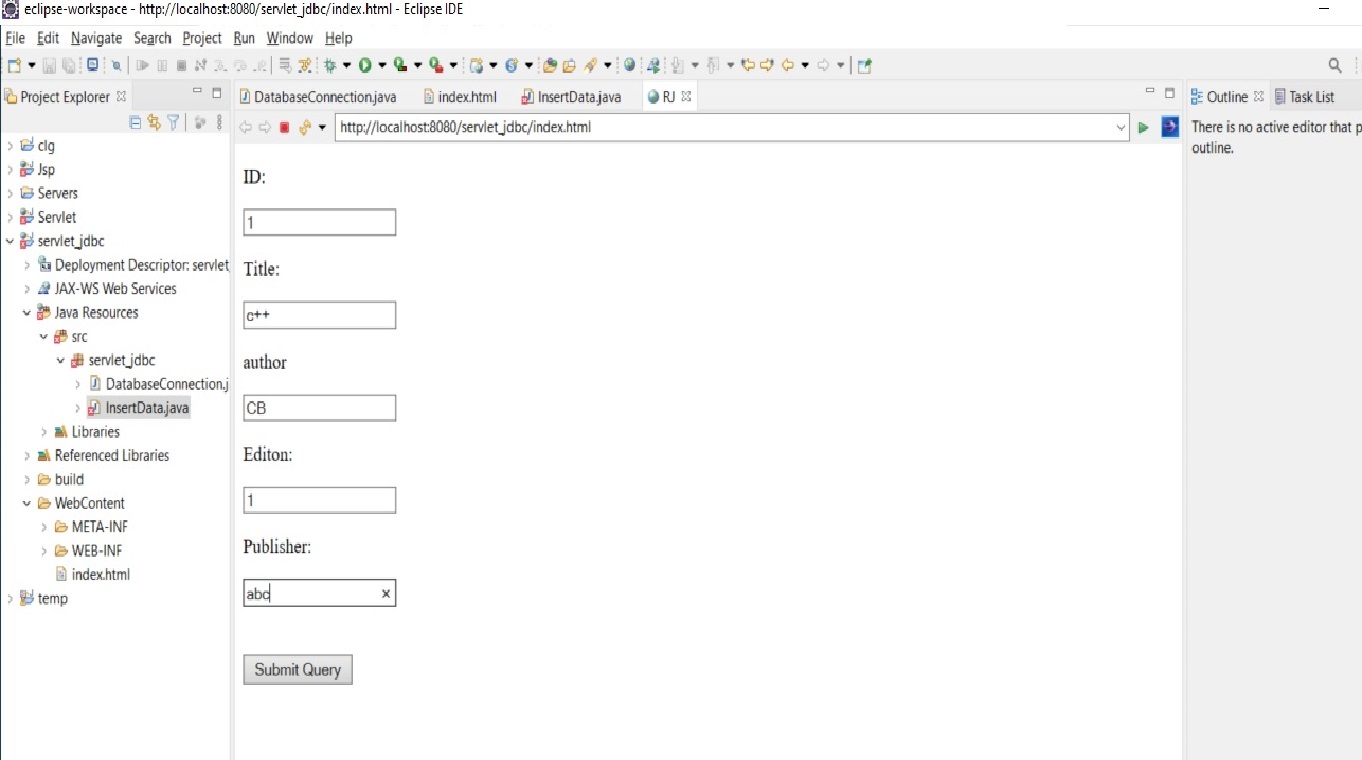 eclipse-workspace - http://localhost:8080/servlet_jdbc/index.html - Eclipse IDE
File Edit Navigate Search Project Run Window Help
Project Explorer
DatabaseConnection.java index.html InsertData.java RJ
Outline Task List
http://localhost:8080/servlet_jdbc/index.html
There is no active editor that p
outline.
clg
Jsp
Servers
Servlet
servlet_jdbc
Deployment Descriptor: servlet
JAX-WS Web Services
Java Resources
src
servlet_jdbc
DatabaseConnection.j
InsertData.java
Libraries
Referenced Libraries
build
WebContent
META-INF
WEB-INF
index.html
temp
ID:
1
Title:
c++
author
CB
Editon:
1
Publisher:
abc
Submit Query